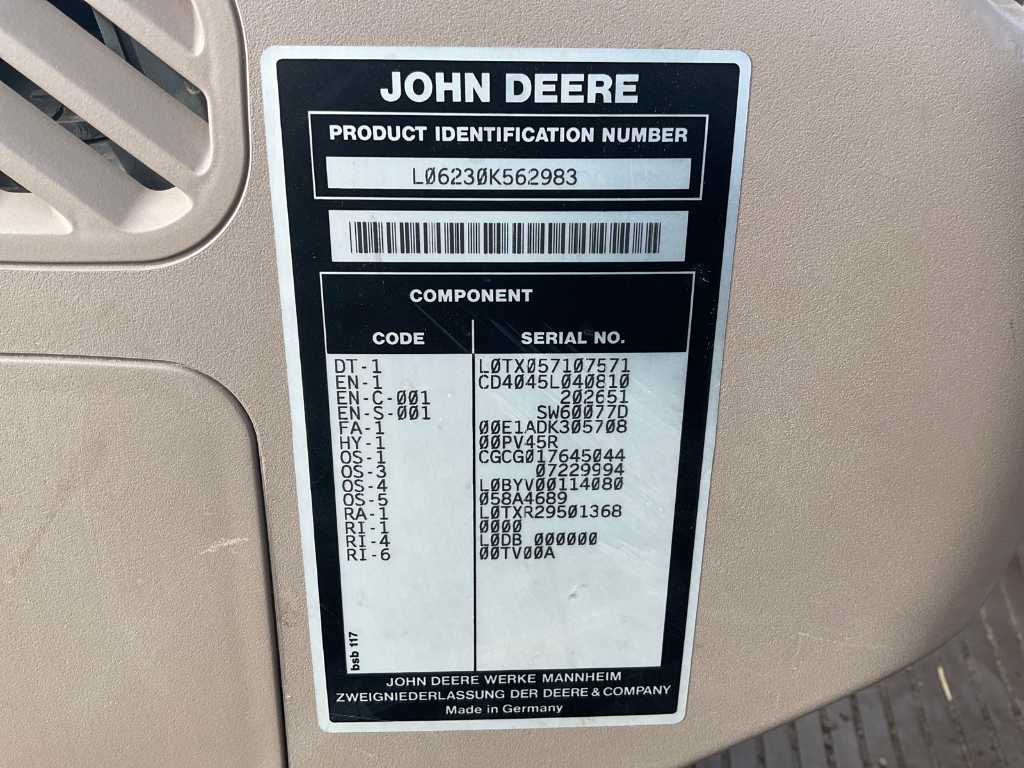 JOHN DEERE
PRODUCT IDENTIFICATION NUMBER
L06230K562983
COMPONENT
CODE SERIAL NO.
DT-1 L0TX057107571
EN-1 CD4045L040810
EN-C-001 202651
EN-S-001 SW60077D
FA-1 00E1ADK305708
HY-1 00PV45R
OS-1 CGCG017645044
OS-3 07229994
OS-4 L0BYV00114080
OS-5 058A4689
RA-1 L0TXR29501368
RI-1 0000
RI-4 L0DB 000000
RI-6 00TV00A
bsb 117
JOHN DEERE WERKE MANNHEIM
ZWEIGNIEDERLASSUNG DER DEERE & COMPANY
Made in Germany